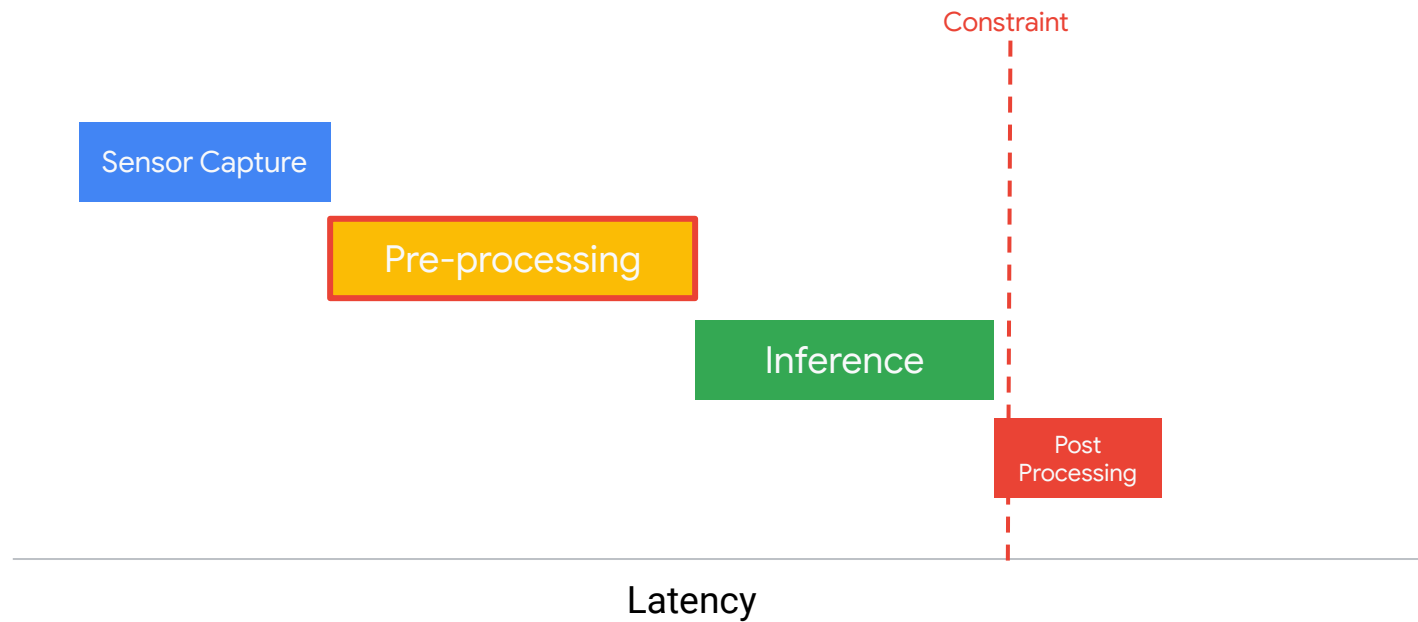 Constraint
Sensor Capture
Pre-processing
Inference
Post
Processing
Latency